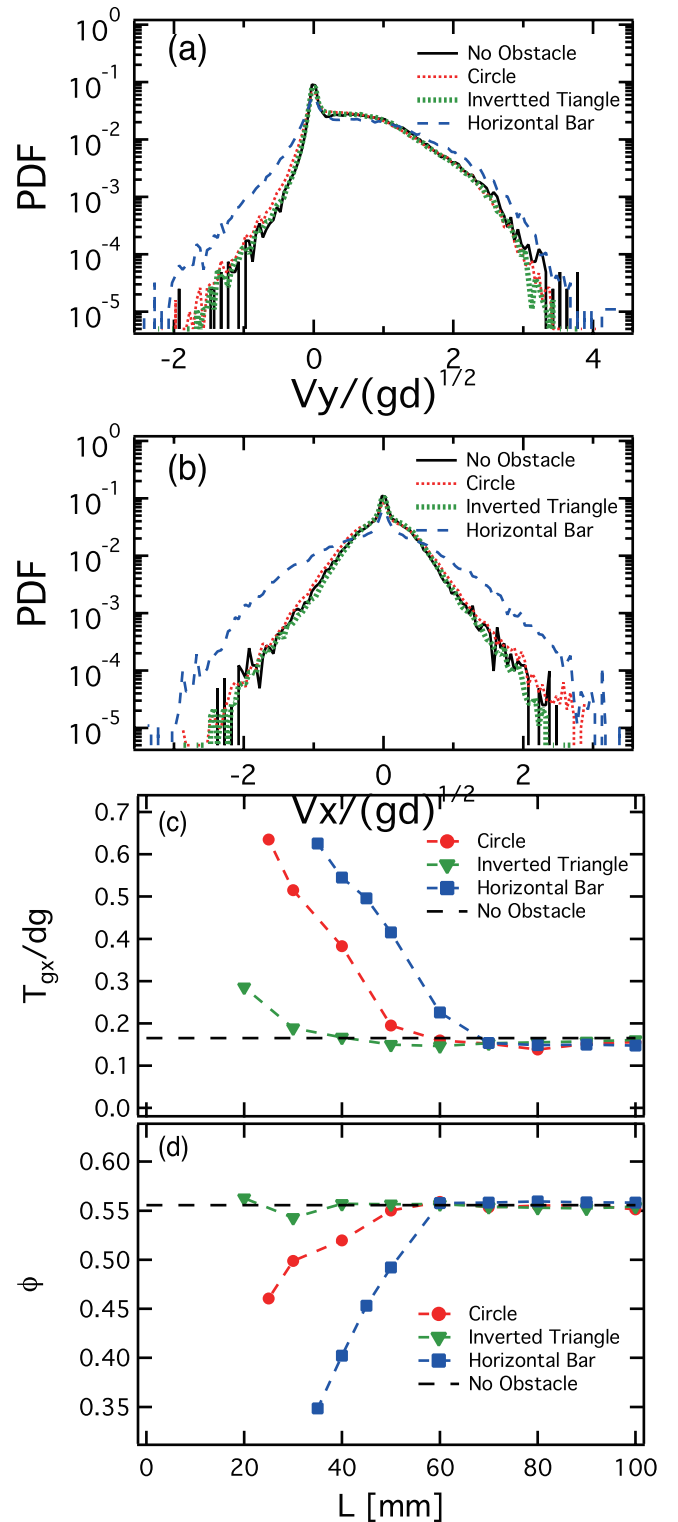 (a)
No Obstacle
Circle
Invertted Tiangle
Horizontal Bar
PDF
10^0
10^-1
10^-2
10^-3
10^-4
10^-5
-2 0 2 4
Vy/(gd)^1/2
(b)
No Obstacle
Circle
Inverted Triangle
Horizontal Bar
PDF
10^0
10^-1
10^-2
10^-3
10^-4
10^-5
-2 0 2
Vx/(gd)^1/2
(c)
Circle
Inverted Triangle
Horizontal Bar
No Obstacle
T_gx/dg
0.7
0.6
0.5
0.4
0.3
0.2
0.1
0.0
(d)
Circle
Inverted Triangle
Horizontal Bar
No Obstacle
ϕ
0.60
0.55
0.50
0.45
0.40
0.35
0 20 40 60 80 100
L [mm]